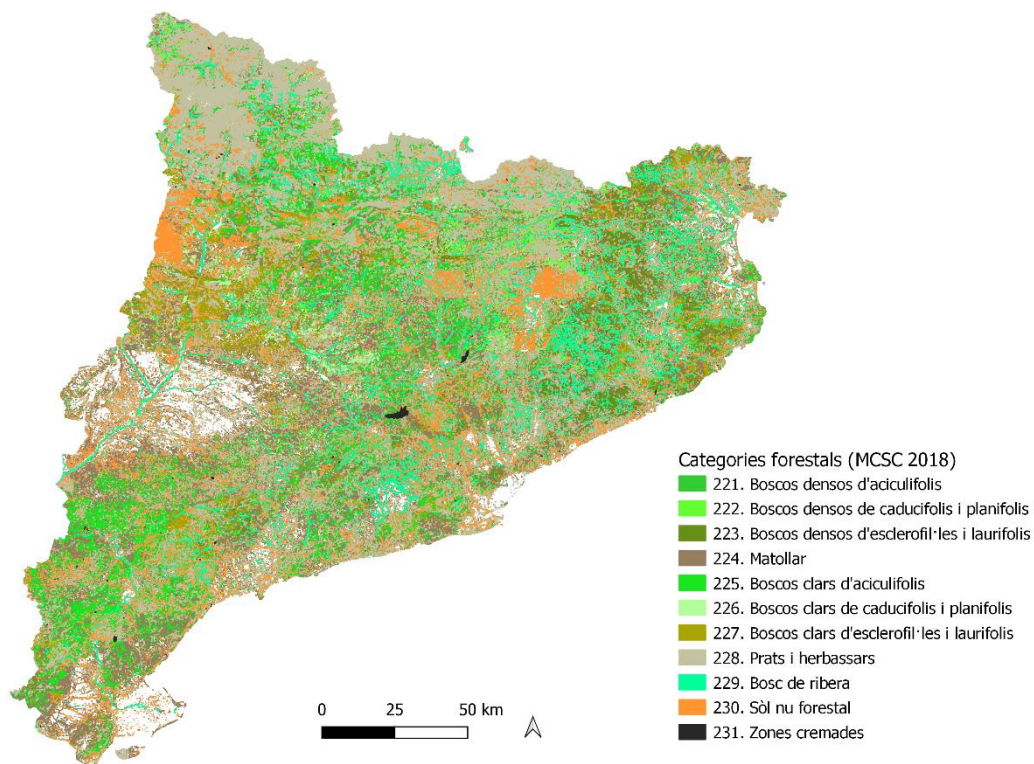 Categories forestals (MCSC 2018)
221. Boscos densos d'aciculifolis
222. Boscos densos de caducifolis i planifolis
223. Boscos densos d'esclerofil·les i laurifolis
224. Matollar
225. Boscos clars d'aciculifolis
226. Boscos clars de caducifolis i planifolis
227. Boscos clars d'esclerofil·les i laurifolis
228. Prats i herbassars
229. Bosc de ribera
230. Sòl nu forestal
231. Zones cremades
0 25 50 km